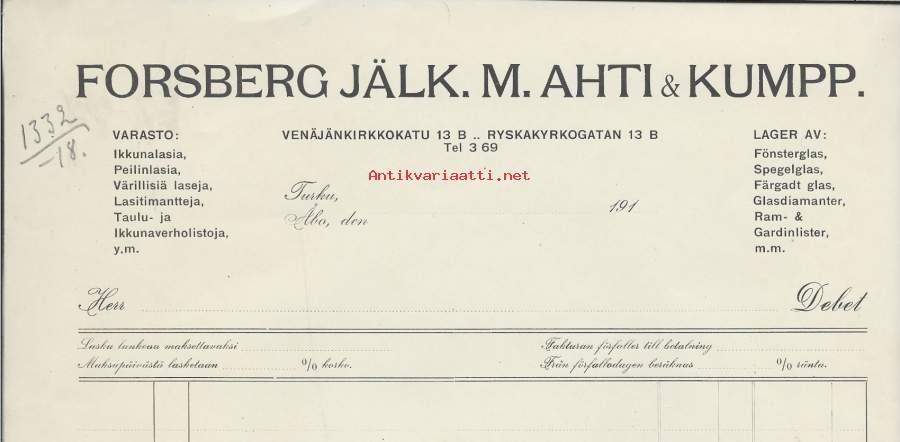 FORSBERG JÄLK. M. AHTI & KUMPP.
1332
-18.
VARASTO:
Ikkunalasia,
Peilinlasia,
Värillisiä laseja,
Lasitimantteja,
Taulu- ja
Ikkunaverholistoja,
y.m.
VENÄJÄNKIRKKOKATU 13 B .. RYSKAKYRKOGATAN 13 B
Tel 3 69
Antikvariaatti.net
Turku,
Åbo, den 191
LAGER AV:
Fönsterglas,
Spegelglas,
Färgadt glas,
Glasdiamanter,
Ram- &
Gardinlister,
m.m.
Herr Debet
Lasku lankeaa maksettavaksi
Maksupäivästä lasketaan % korko.
Fakturan förfaller till betalning
Från förfallodagen beräknas % ränta.